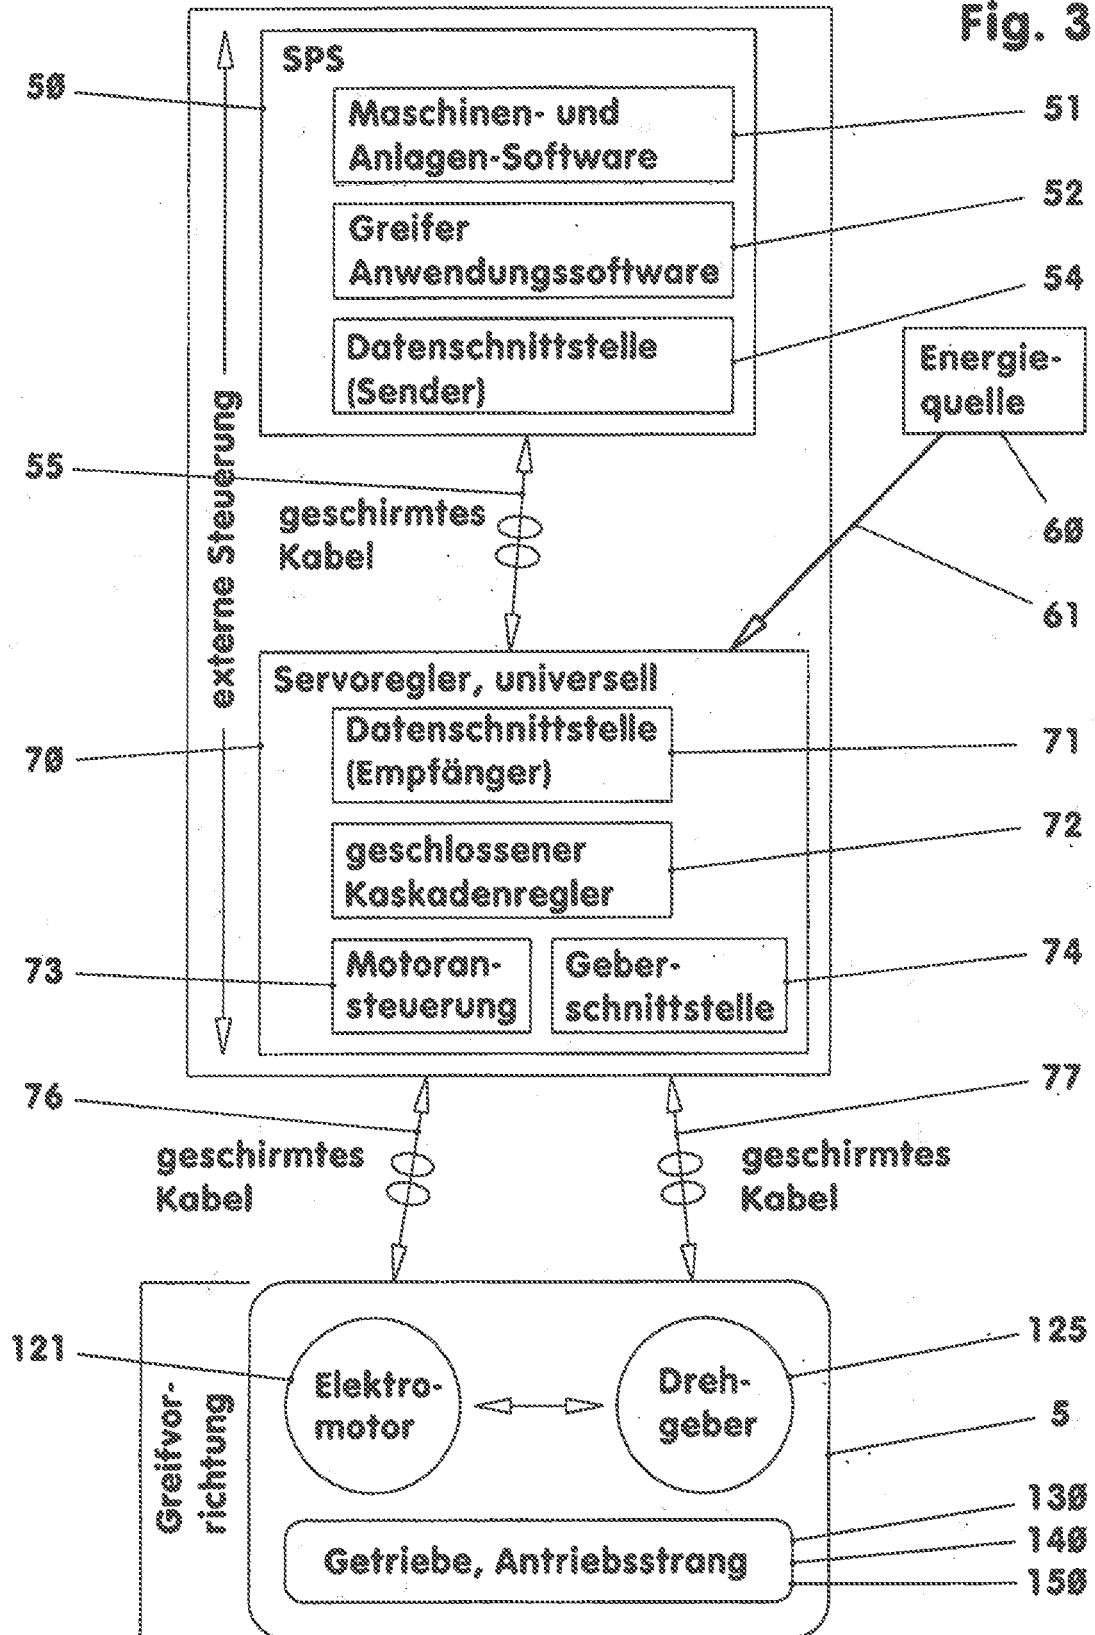 Fig. 3
SPS
50
Maschinen- und
Anlagen-Software
51
Greifer
Anwendungssoftware
52
Datenschnittstelle
(Sender)
54
Energie-
quelle
externe Steuerung
55
geschirmtes
Kabel
60
61
Servoregler, universell
70
Datenschnittstelle
(Empfänger)
71
geschlossener
Kaskadenregler
72
73
Motoran-
steuerung
Geber-
schnittstelle
74
76
geschirmtes
Kabel
77
geschirmtes
Kabel
121
Elektro-
motor
Dreh-
geber
125
5
Greifvor-
richtung
Getriebe, Antriebsstrang
130
140
150